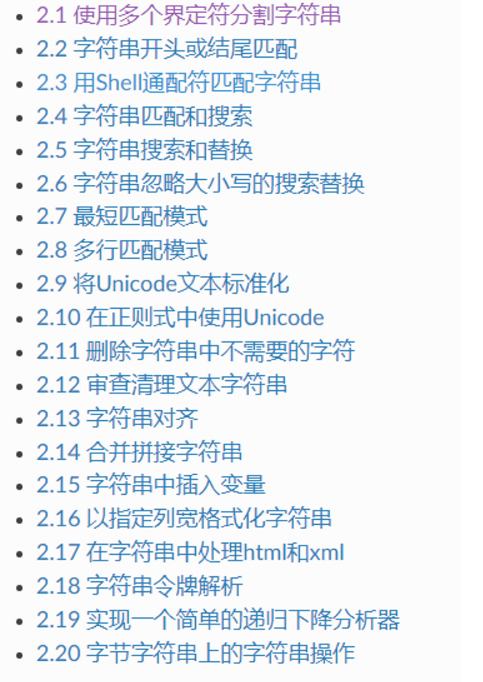 2.1 使用多个界定符分割字符串
2.2 字符串开头或结尾匹配
2.3 用Shell通配符匹配字符串
2.4 字符串匹配和搜索
2.5 字符串搜索和替换
2.6 字符串忽略大小写的搜索替换
2.7 最短匹配模式
2.8 多行匹配模式
2.9 将Unicode文本标准化
2.10 在正则式中使用Unicode
2.11 删除字符串中不需要的字符
2.12 审查清理文本字符串
2.13 字符串对齐
2.14 合并拼接字符串
2.15 字符串中插入变量
2.16 以指定列宽格式化字符串
2.17 在字符串中处理html和xml
2.18 字符串令牌解析
2.19 实现一个简单的递归下降分析器
2.20 字节字符串上的字符串操作